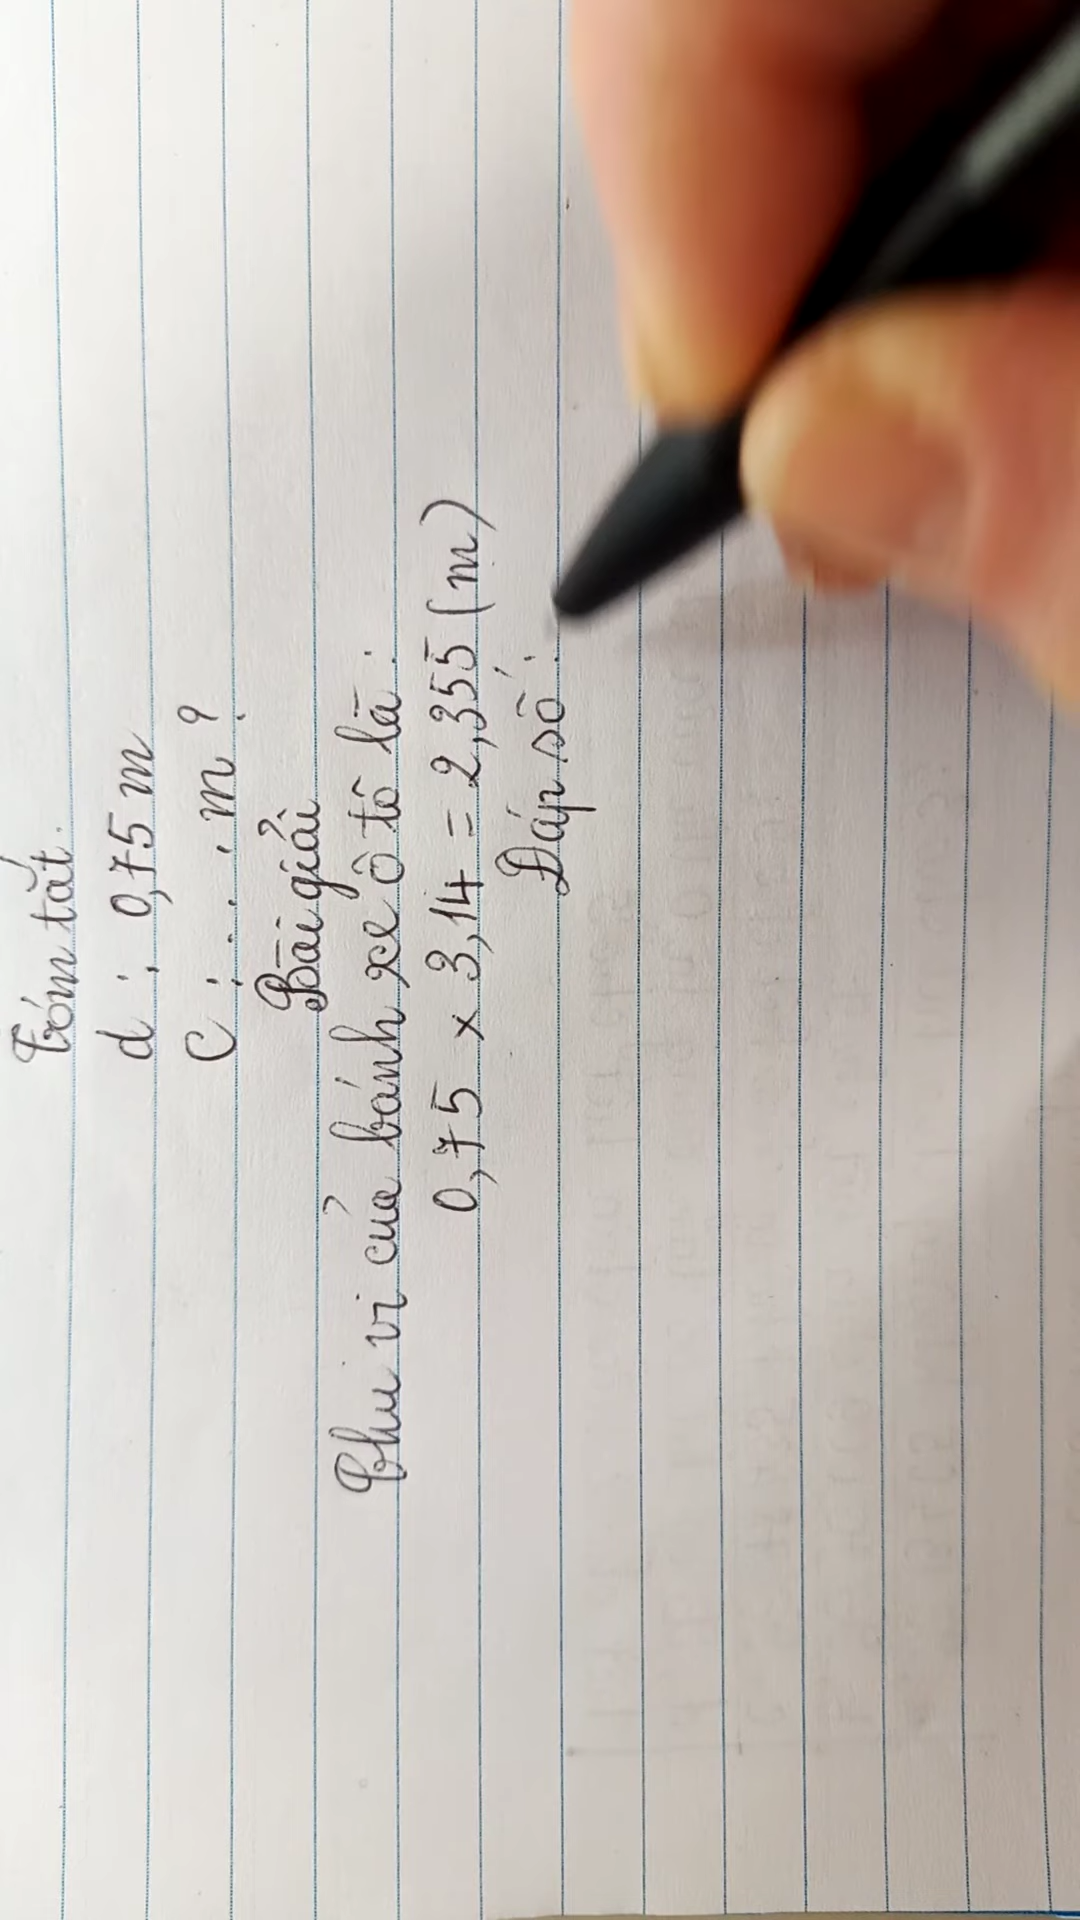 Tóm tắt.
d : 0,75 m
C : . . . m ?
Bài giải
Chu vi của bánh xe ô tô là :
0,75 x 3,14 = 2,355 (m)
Đáp số :